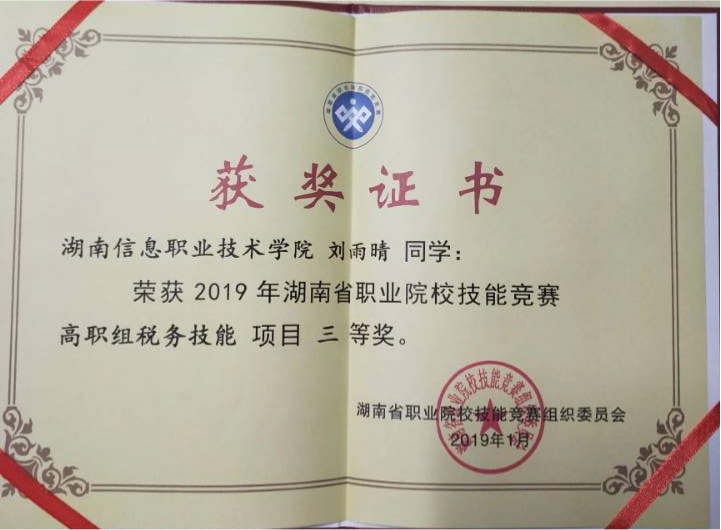 获奖证书
湖南信息职业技术学院 刘雨晴 同学：
荣获 2019 年湖南省职业院校技能竞赛
高职组税务技能 项目 三 等奖。
湖南省职业院校技能竞赛组织委员会
2019年1月